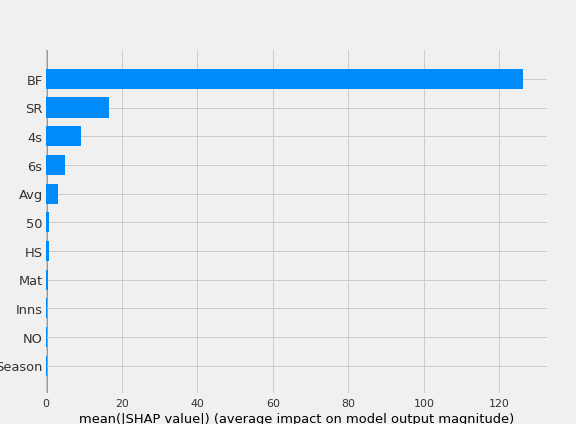 BF
SR
4s
6s
Avg
50
HS
Mat
Inns
NO
Season
0 20 40 60 80 100 120
mean(|SHAP value|) (average impact on model output magnitude)